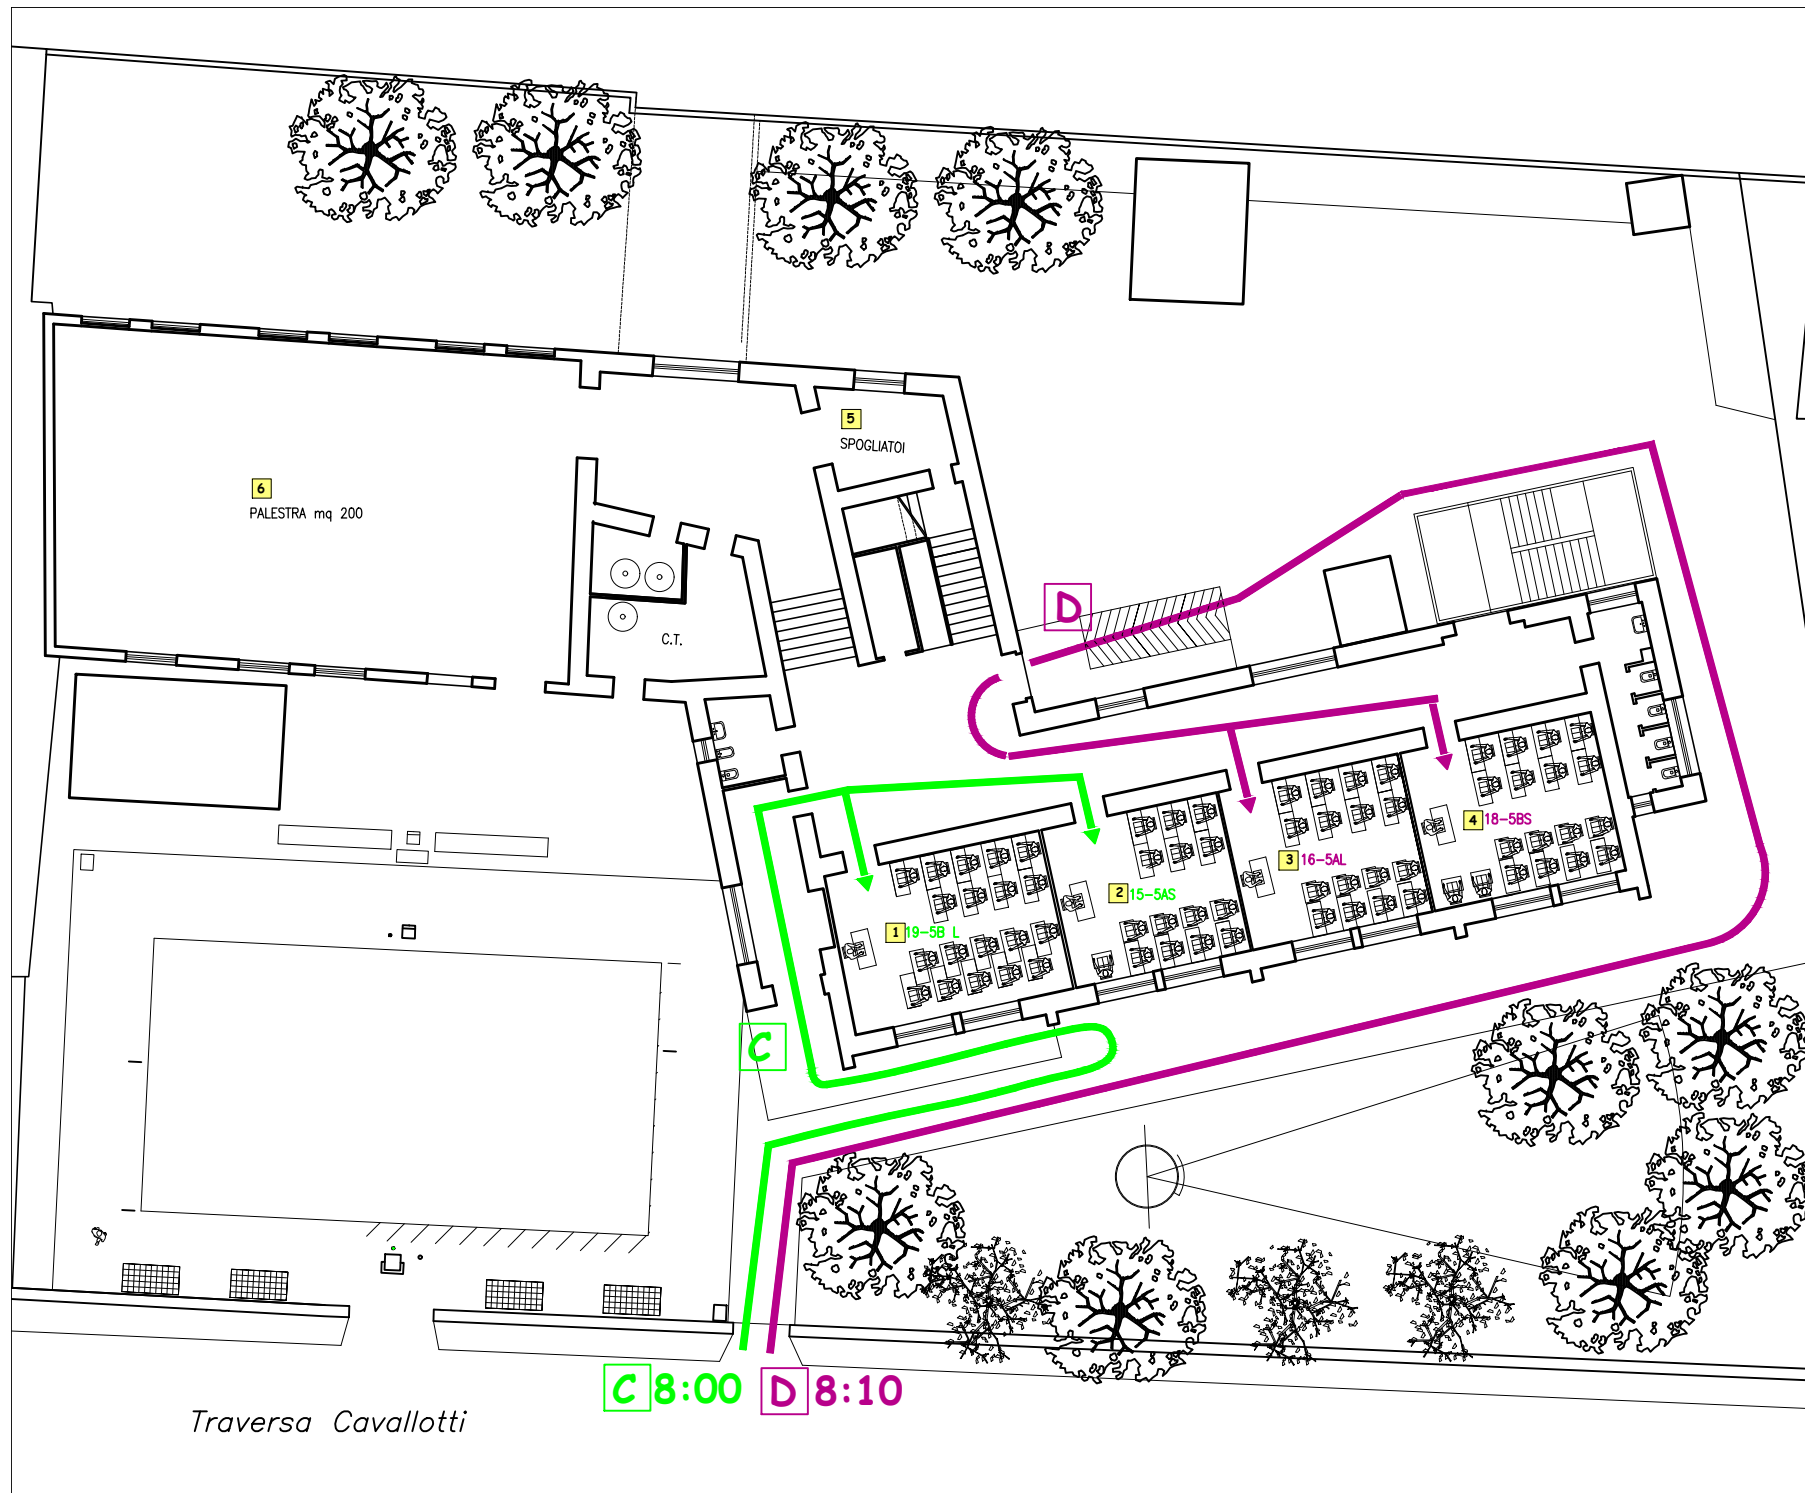 5
SPOGLIATOI
6
PALESTRA mq 200
D
C.T.
4 18-5BS
3 16-5AL
2 15-5AS
1 19-5B L
C
C 8:00 D 8:10
Traversa Cavallotti